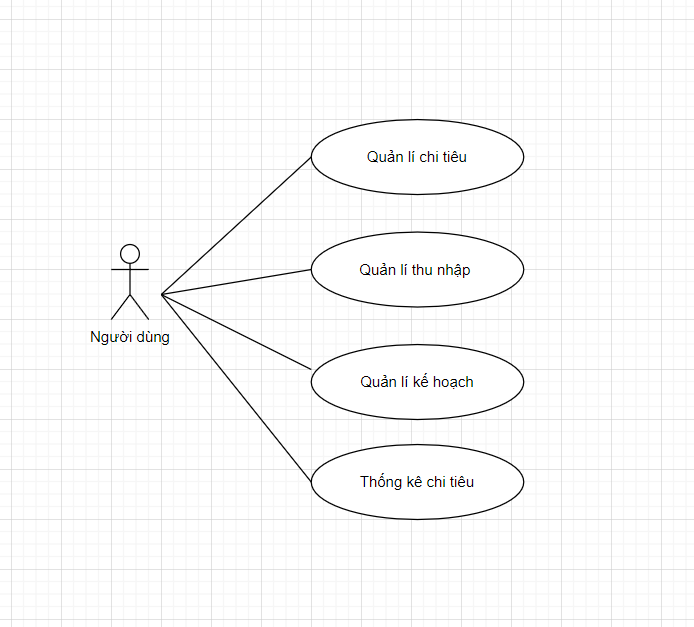 Quản lí chi tiêu
Quản lí thu nhập
Người dùng
Quản lí kế hoạch
Thống kê chi tiêu